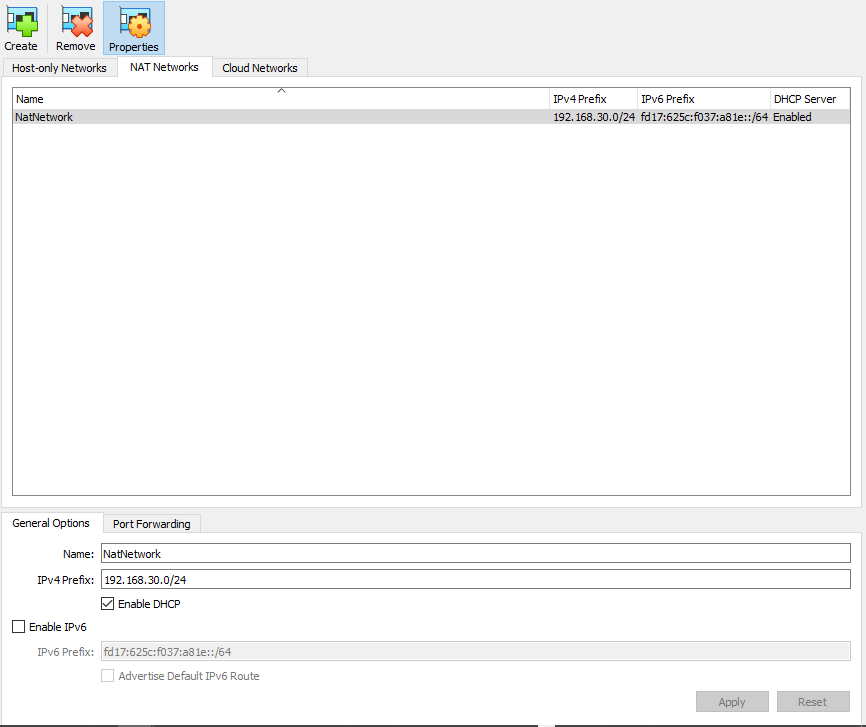 Create Remove Properties
Host-only Networks NAT Networks Cloud Networks
Name IPv4 Prefix IPv6 Prefix DHCP Server
NatNetwork 192.168.30.0/24 fd17:625c:f037:a81e::/64 Enabled
General Options Port Forwarding
Name: NatNetwork
IPv4 Prefix: 192.168.30.0/24
Enable DHCP
Enable IPv6
IPv6 Prefix: fd17:625c:f037:a81e::/64
Advertise Default IPv6 Route
Apply Reset